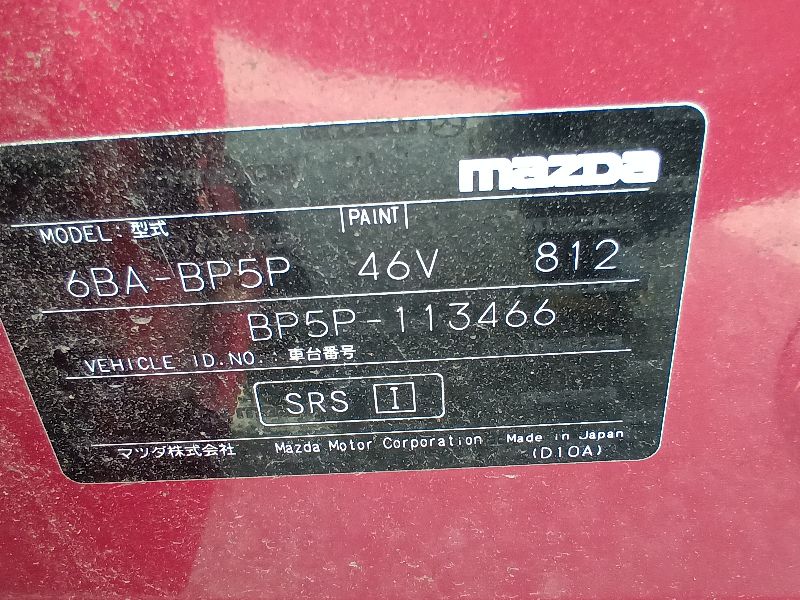 mazda
MODEL・型式 PAINT
6BA-BP5P 46V 812
BP5P-113466
VEHICLE ID.NO.・車台番号
SRS I
マツダ株式会社 Mazda Motor Corporation Made in Japan
(D10A)